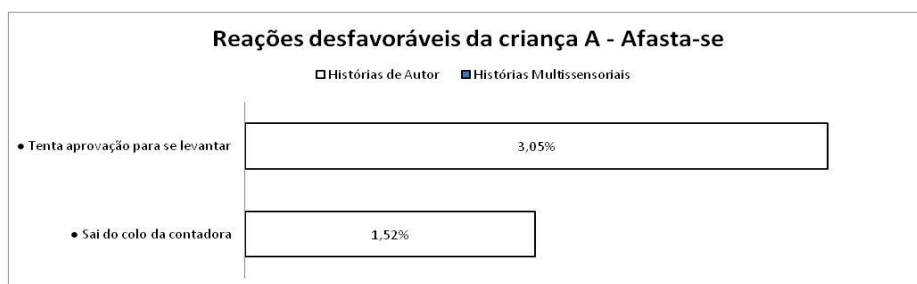 Reações desfavoráveis da criança A - Afasta-se
Histórias de Autor Histórias Multissensoriais
• Tenta aprovação para se levantar
3,05%
• Sai do colo da contadora
1,52%